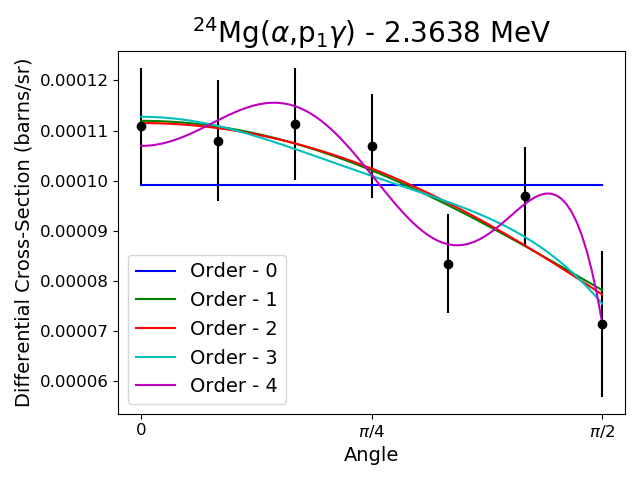 ²⁴Mg(α,p₁γ) - 2.3638 MeV
Differential Cross-Section (barns/sr)
0.00012
0.00011
0.00010
0.00009
0.00008
0.00007
0.00006
Order - 0
Order - 1
Order - 2
Order - 3
Order - 4
0 π/4 π/2
Angle